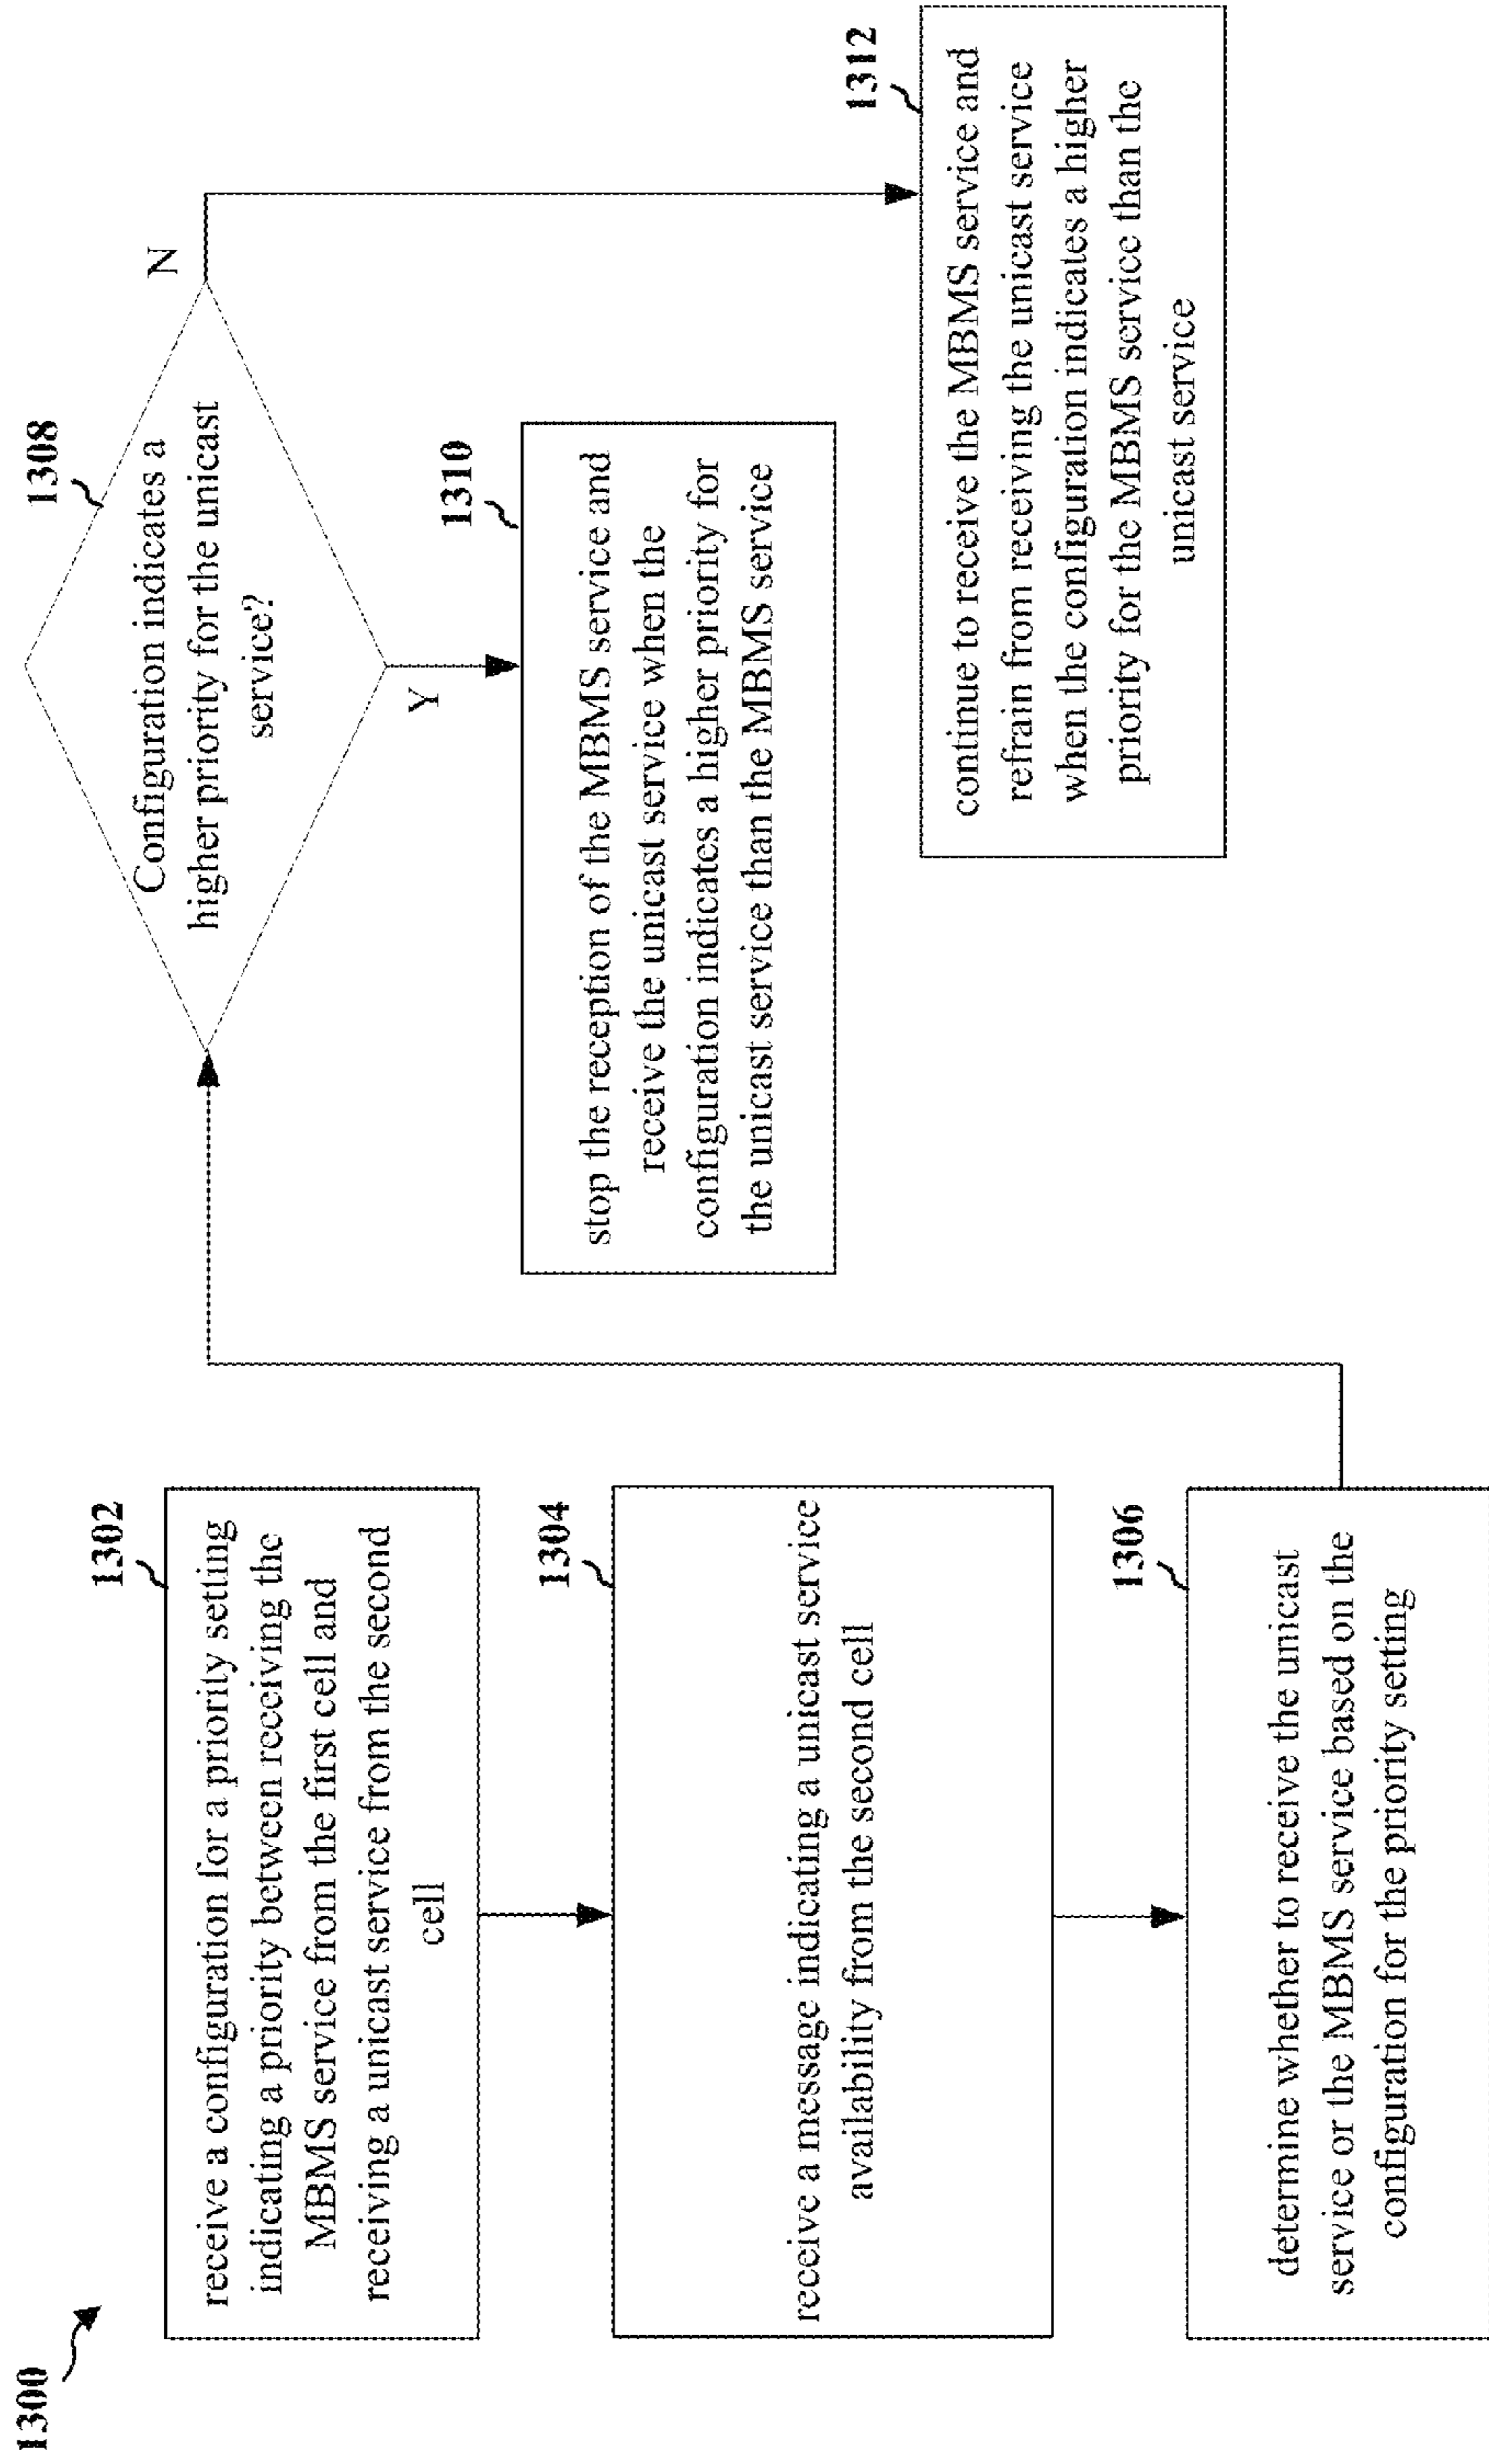 1300
1302
receive a configuration for a priority setting
indicating a priority between receiving the
MBMS service from the first cell and
receiving a unicast service from the second
cell
1304
receive a message indicating a unicast service
availability from the second cell
1306
determine whether to receive the unicast
service or the MBMS service based on the
configuration for the priority setting
1308
Configuration indicates a
higher priority for the unicast
service?
Y
N
1310
stop the reception of the MBMS service and
receive the unicast service when the
configuration indicates a higher priority for
the unicast service than the MBMS service
1312
continue to receive the MBMS service and
refrain from receiving the unicast service
when the configuration indicates a higher
priority for the MBMS service than the
unicast service